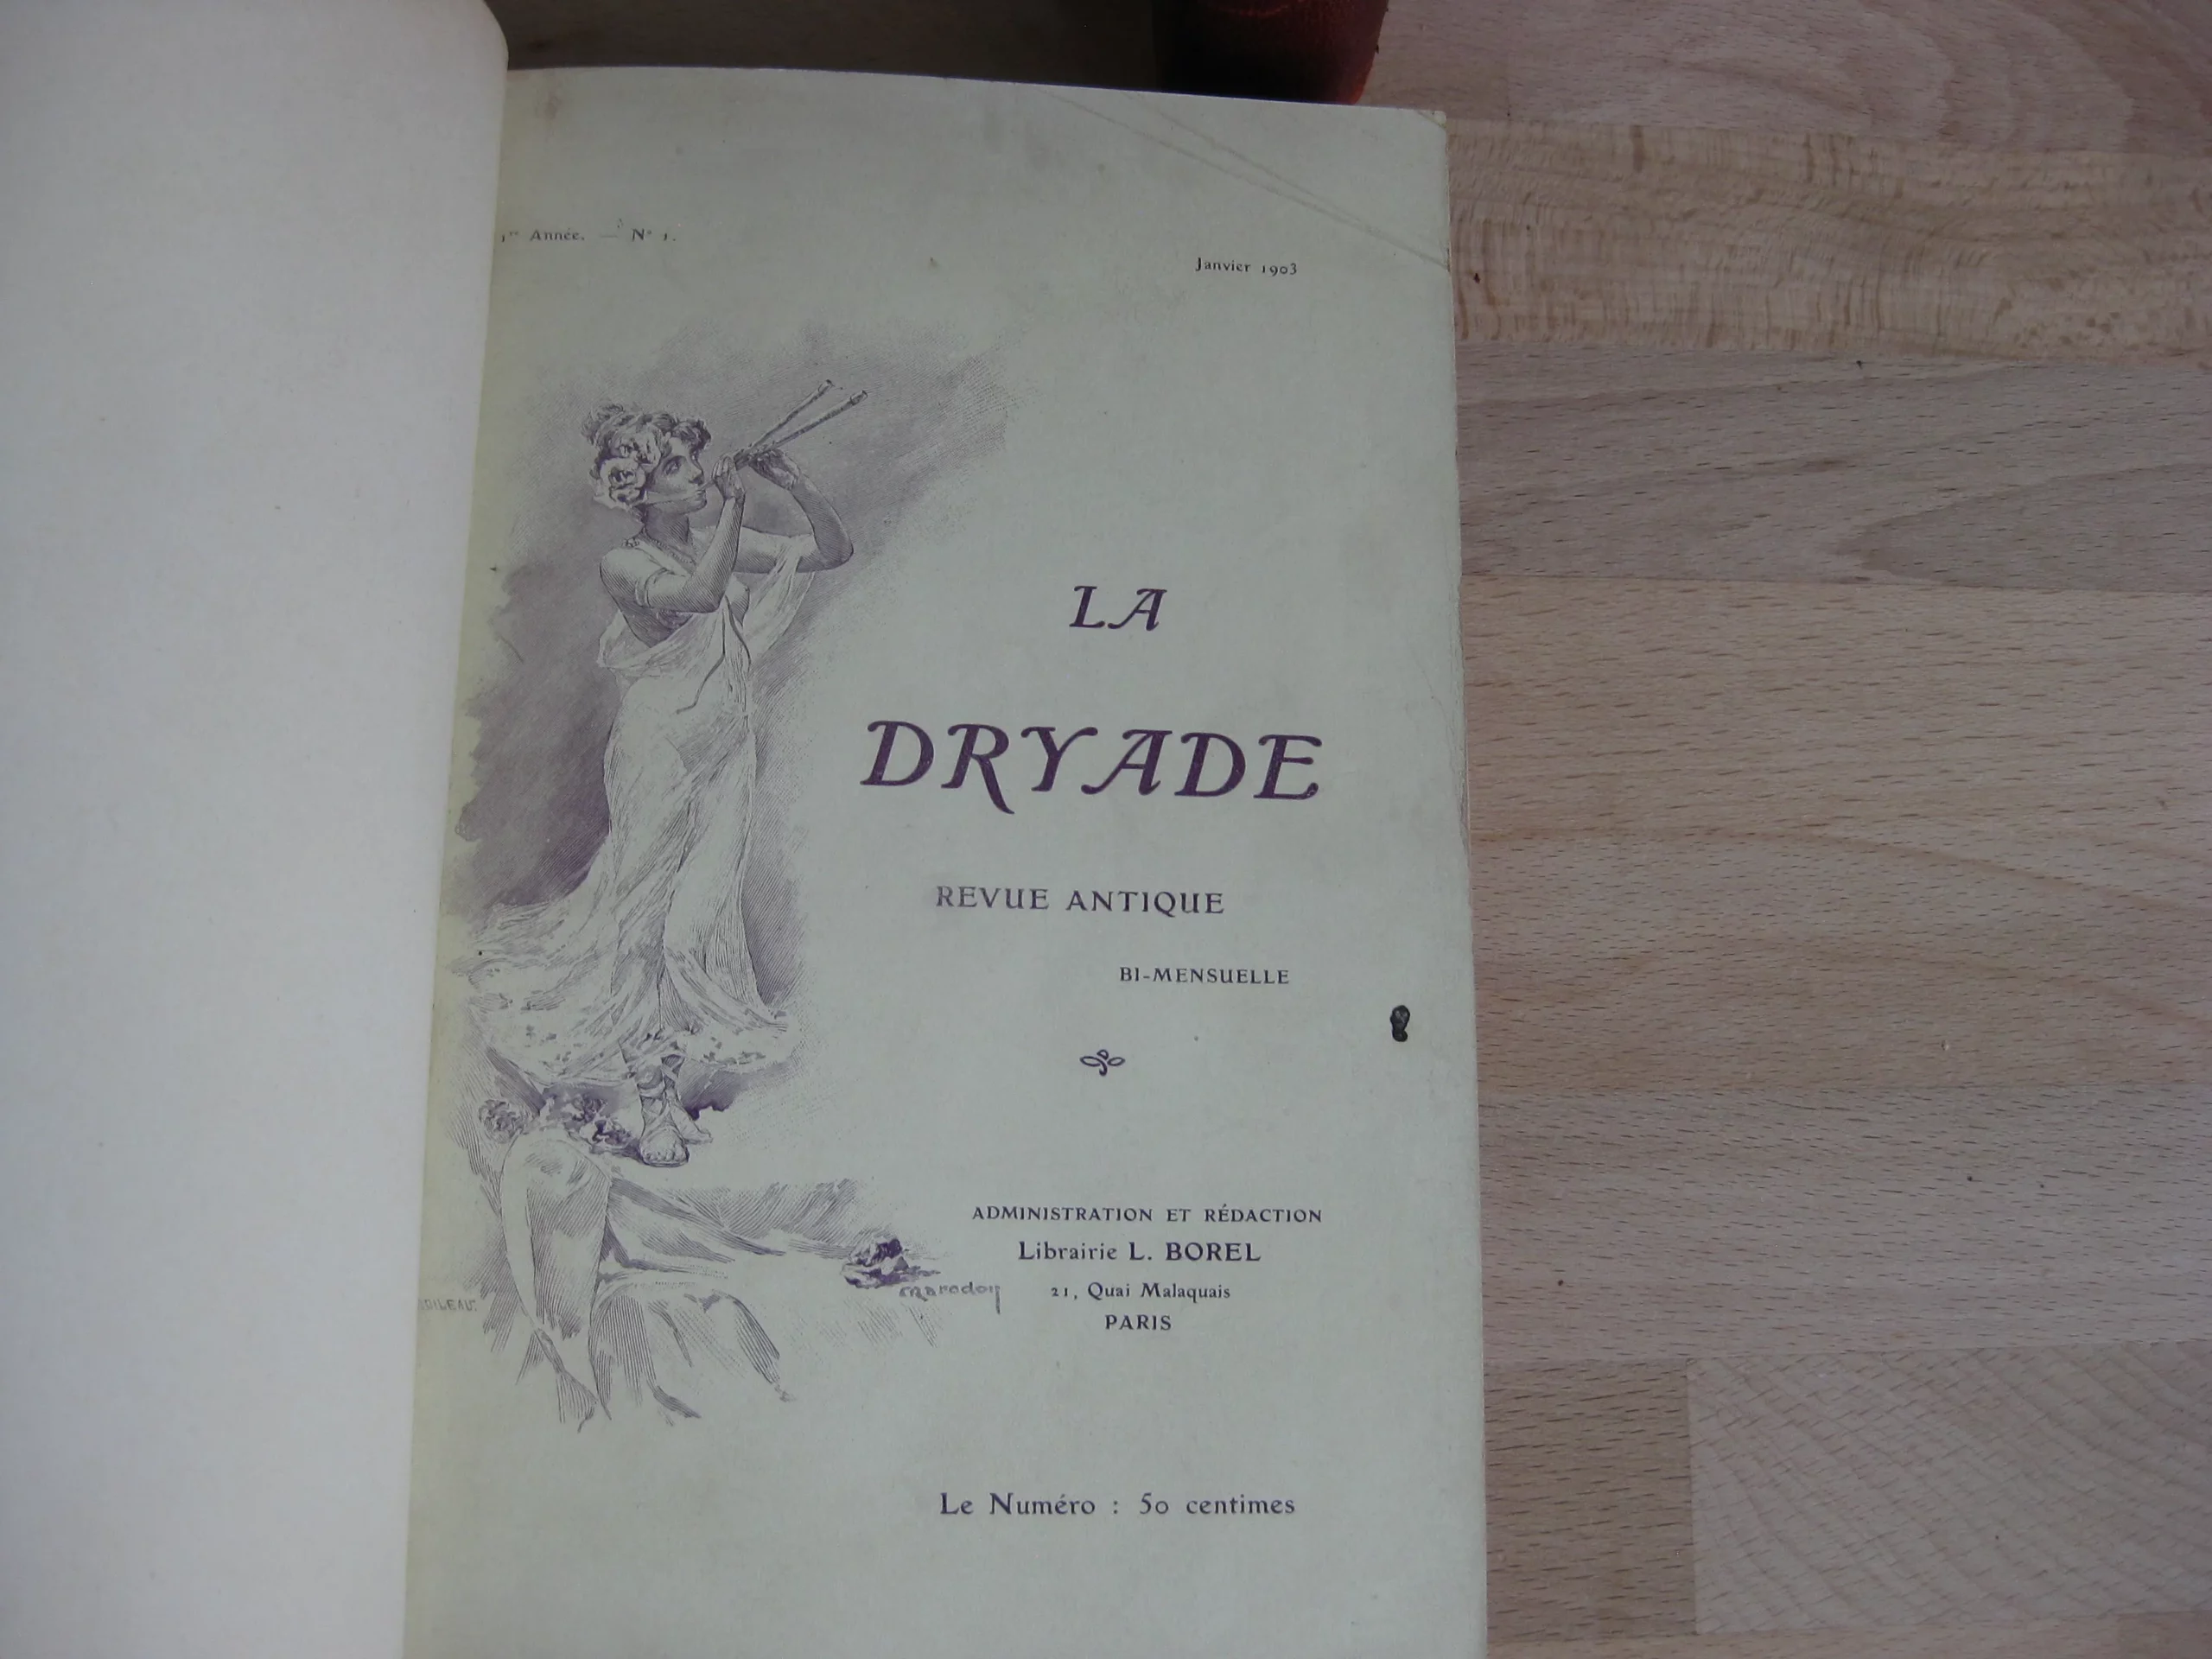 1re Année. — No 1.
Janvier 1903
LA
DRYADE
REVUE ANTIQUE
BI-MENSUELLE
ADMINISTRATION ET RÉDACTION
Librairie L. BOREL
21, Quai Malaquais
PARIS
Le Numéro : 50 centimes